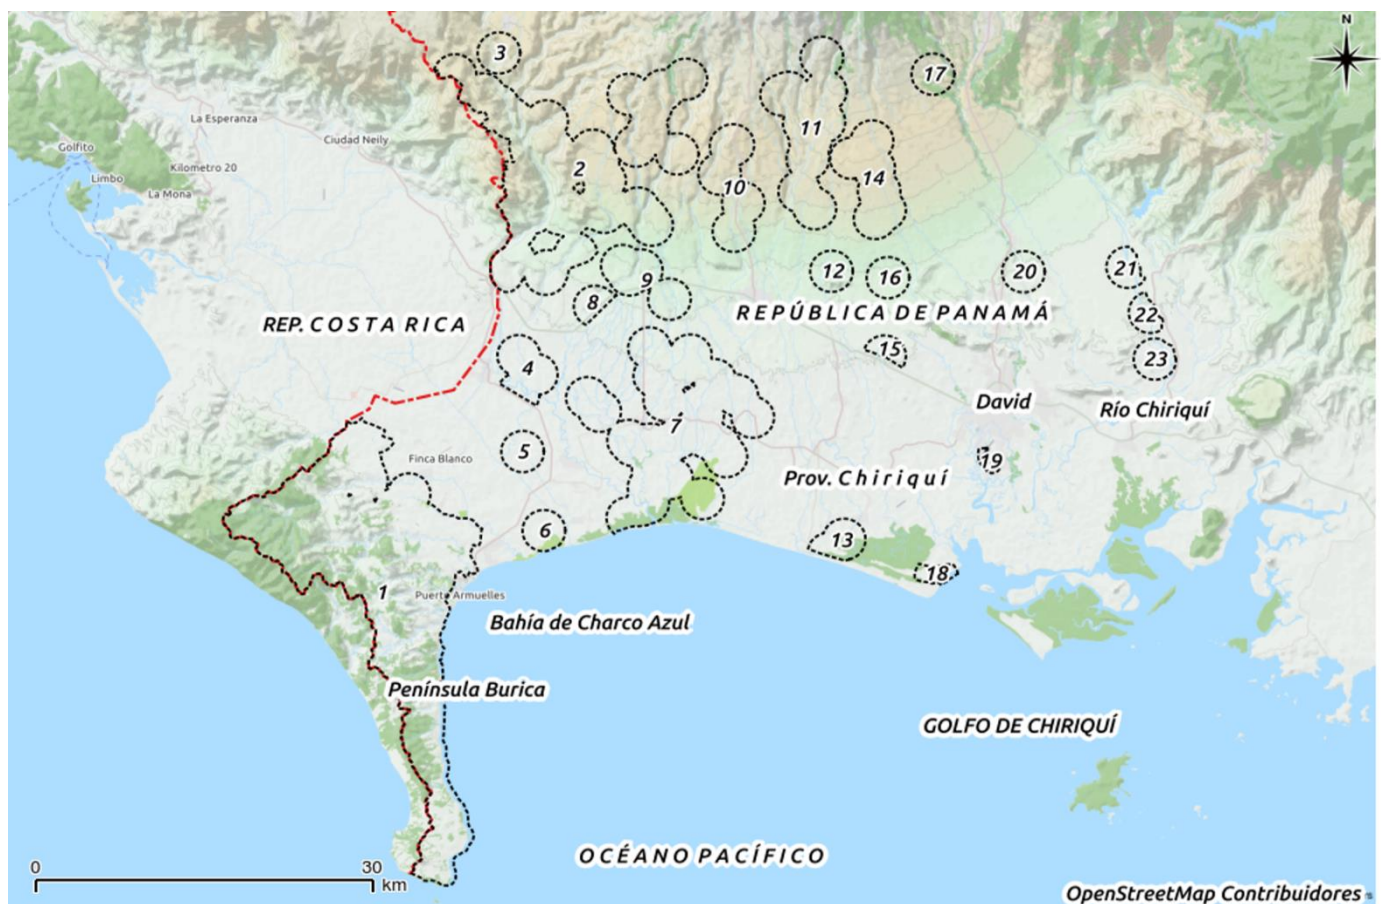 N
3
17
La Esperanza
11
Ciudad Neily
Golfito
Kilometro 20
2
Limbo
14
10
La Mona
21
12
16
20
9
8
22
REPÚBLICA DE PANAMÁ
REP. COSTA RICA
15
23
4
David
Río Chiriquí
7
5
Finca Blanco
19
Prov. Chiriquí
6
13
18
1
Puerto Armuelles
Bahía de Charco Azul
Península Burica
GOLFO DE CHIRIQUÍ
OCÉANO PACÍFICO
0 30
km
OpenStreetMap Contribuidores